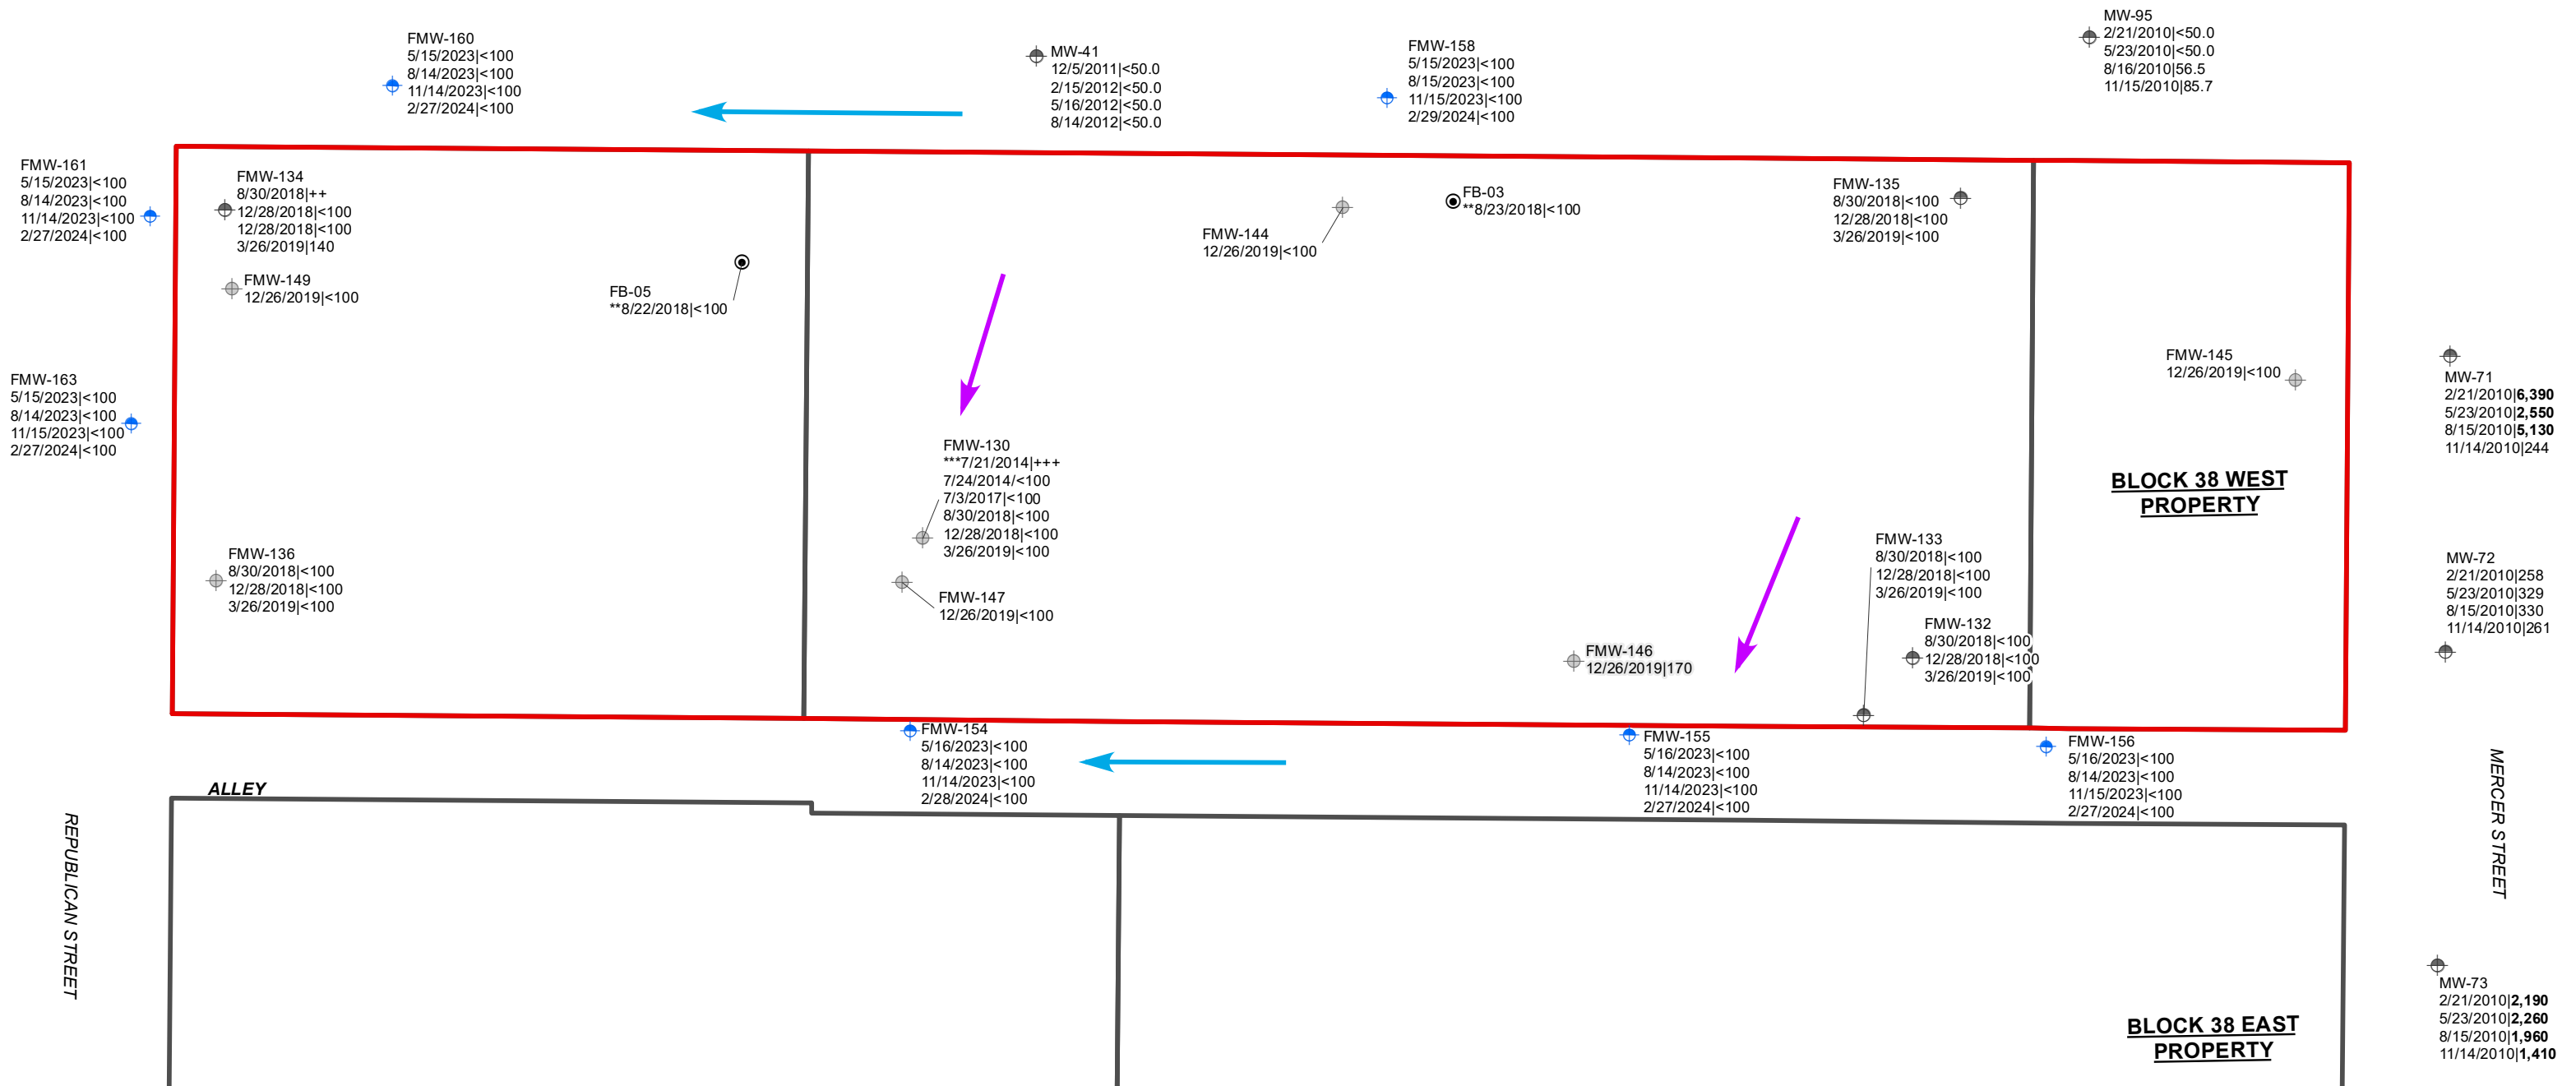 FMW-160
5/15/2023|<100
8/14/2023|<100
11/14/2023|<100
2/27/2024|<100
MW-41
12/5/2011|<50.0
2/15/2012|<50.0
5/16/2012|<50.0
8/14/2012|<50.0
FMW-158
5/15/2023|<100
8/15/2023|<100
11/15/2023|<100
2/29/2024|<100
MW-95
2/21/2010|<50.0
5/23/2010|<50.0
8/16/2010|56.5
11/15/2010|85.7
FMW-161
5/15/2023|<100
8/14/2023|<100
11/14/2023|<100
2/27/2024|<100
FMW-134
8/30/2018|++
12/28/2018|<100
12/28/2018|<100
3/26/2019|140
FMW-149
12/26/2019|<100
FB-05
**8/22/2018|<100
FMW-144
12/26/2019|<100
FB-03
**8/23/2018|<100
FMW-135
8/30/2018|<100
12/28/2018|<100
3/26/2019|<100
FMW-145
12/26/2019|<100
MW-71
2/21/2010|6,390
5/23/2010|2,550
8/15/2010|5,130
11/14/2010|244
FMW-163
5/15/2023|<100
8/14/2023|<100
11/15/2023|<100
2/27/2024|<100
FMW-130
***7/21/2014|+++
7/24/2014/<100
7/3/2017|<100
8/30/2018|<100
12/28/2018|<100
3/26/2019|<100
BLOCK 38 WEST
PROPERTY
FMW-136
8/30/2018|<100
12/28/2018|<100
3/26/2019|<100
FMW-147
12/26/2019|<100
FMW-133
8/30/2018|<100
12/28/2018|<100
3/26/2019|<100
FMW-132
8/30/2018|<100
12/28/2018|<100
3/26/2019|<100
FMW-146
12/26/2019|170
MW-72
2/21/2010|258
5/23/2010|329
8/15/2010|330
11/14/2010|261
FMW-154
5/16/2023|<100
8/14/2023|<100
11/14/2023|<100
2/28/2024|<100
FMW-155
5/16/2023|<100
8/14/2023|<100
11/14/2023|<100
2/27/2024|<100
FMW-156
5/16/2023|<100
8/14/2023|<100
11/15/2023|<100
2/27/2024|<100
ALLEY
REPUBLICAN STREET
MERCER STREET
MW-73
2/21/2010|2,190
5/23/2010|2,260
8/15/2010|1,960
11/14/2010|1,410
BLOCK 38 EAST
PROPERTY